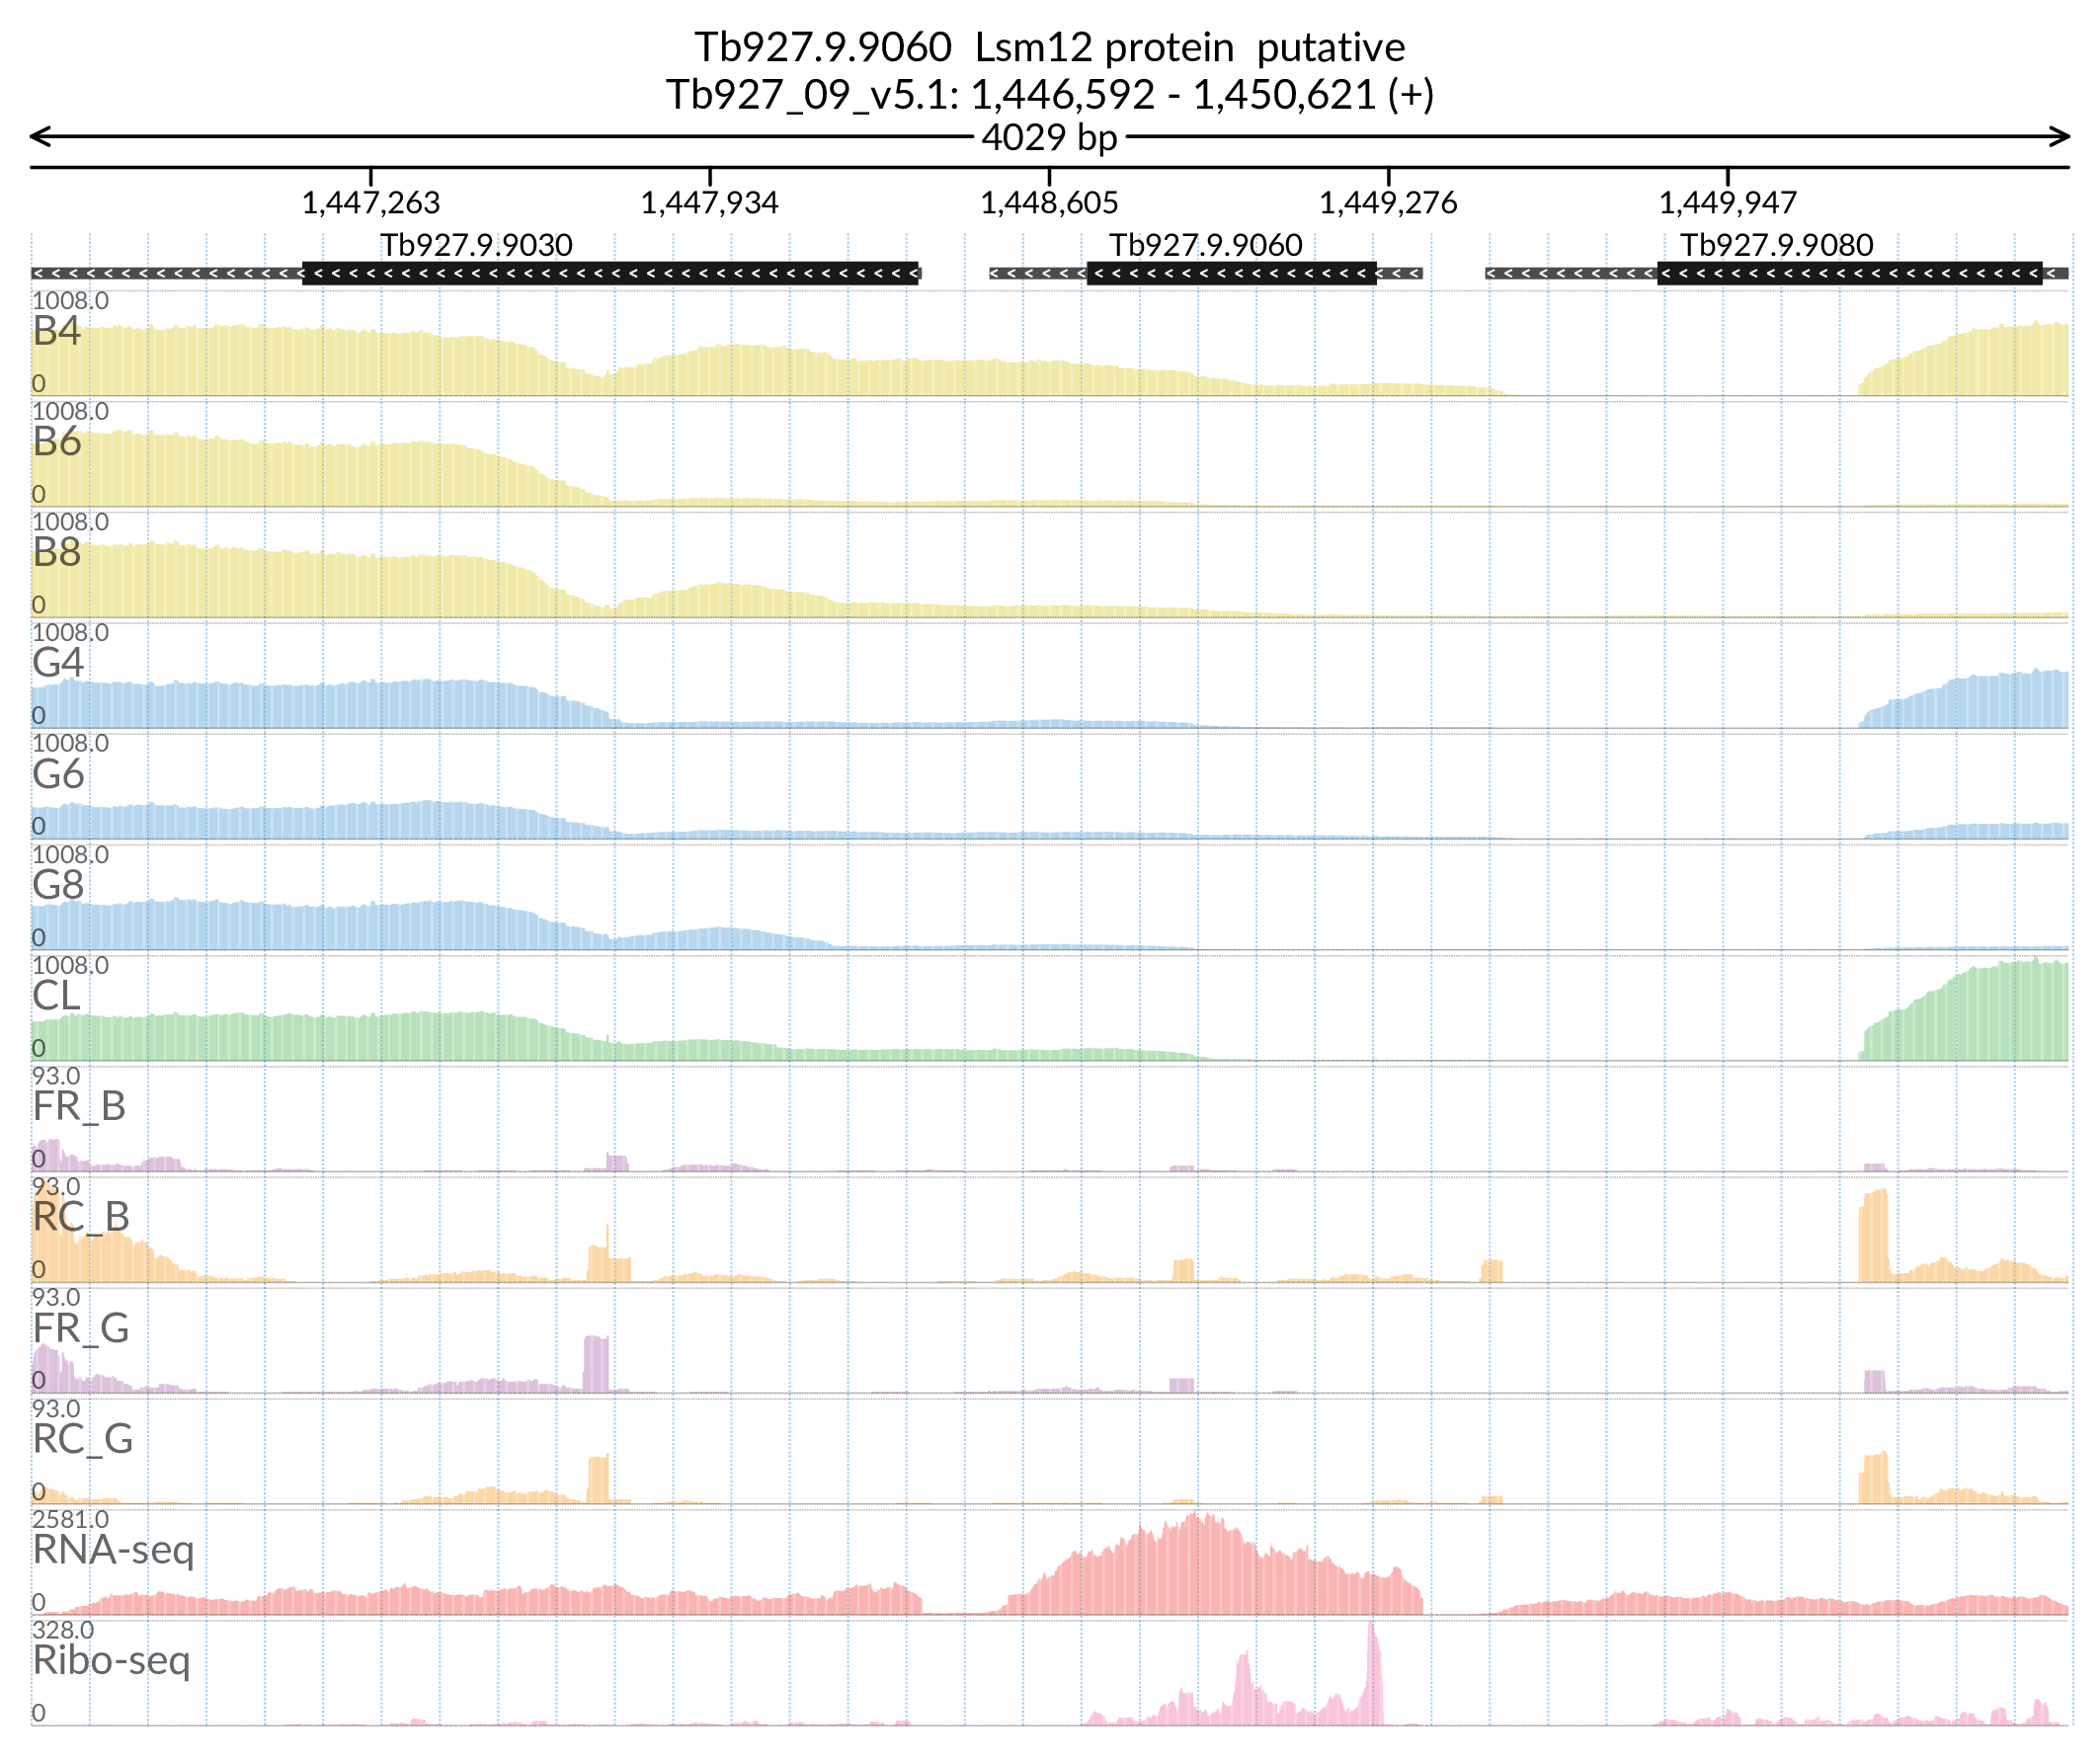 Tb927.9.9060  Lsm12 protein  putative
Tb927_09_v5.1: 1,446,592 - 1,450,621 (+)
4029 bp
1,447,263 1,447,934 1,448,605 1,449,276 1,449,947
Tb927.9.9030 Tb927.9.9060 Tb927.9.9080
1008.0
B4
0
1008.0
B6
0
1008.0
B8
0
1008.0
G4
0
1008.0
G6
0
1008.0
G8
0
1008.0
CL
0
93.0
FR_B
0
93.0
RC_B
0
93.0
FR_G
0
93.0
RC_G
0
2581.0
RNA-seq
0
328.0
Ribo-seq
0